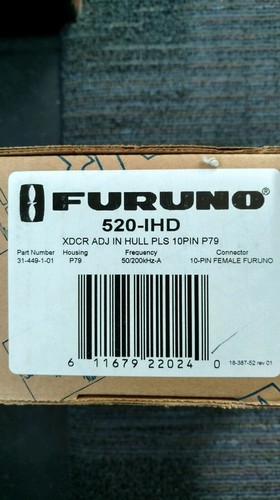 FURUNO®
520-IHD
XDCR ADJ IN HULL PLS 10PIN P79
Part Number Housing Frequency Connector
31-449-1-01 P79 50/200kHz-A 10-PIN FEMALE FURUNO
6 11679 22024 0
18-387-52 rev 01